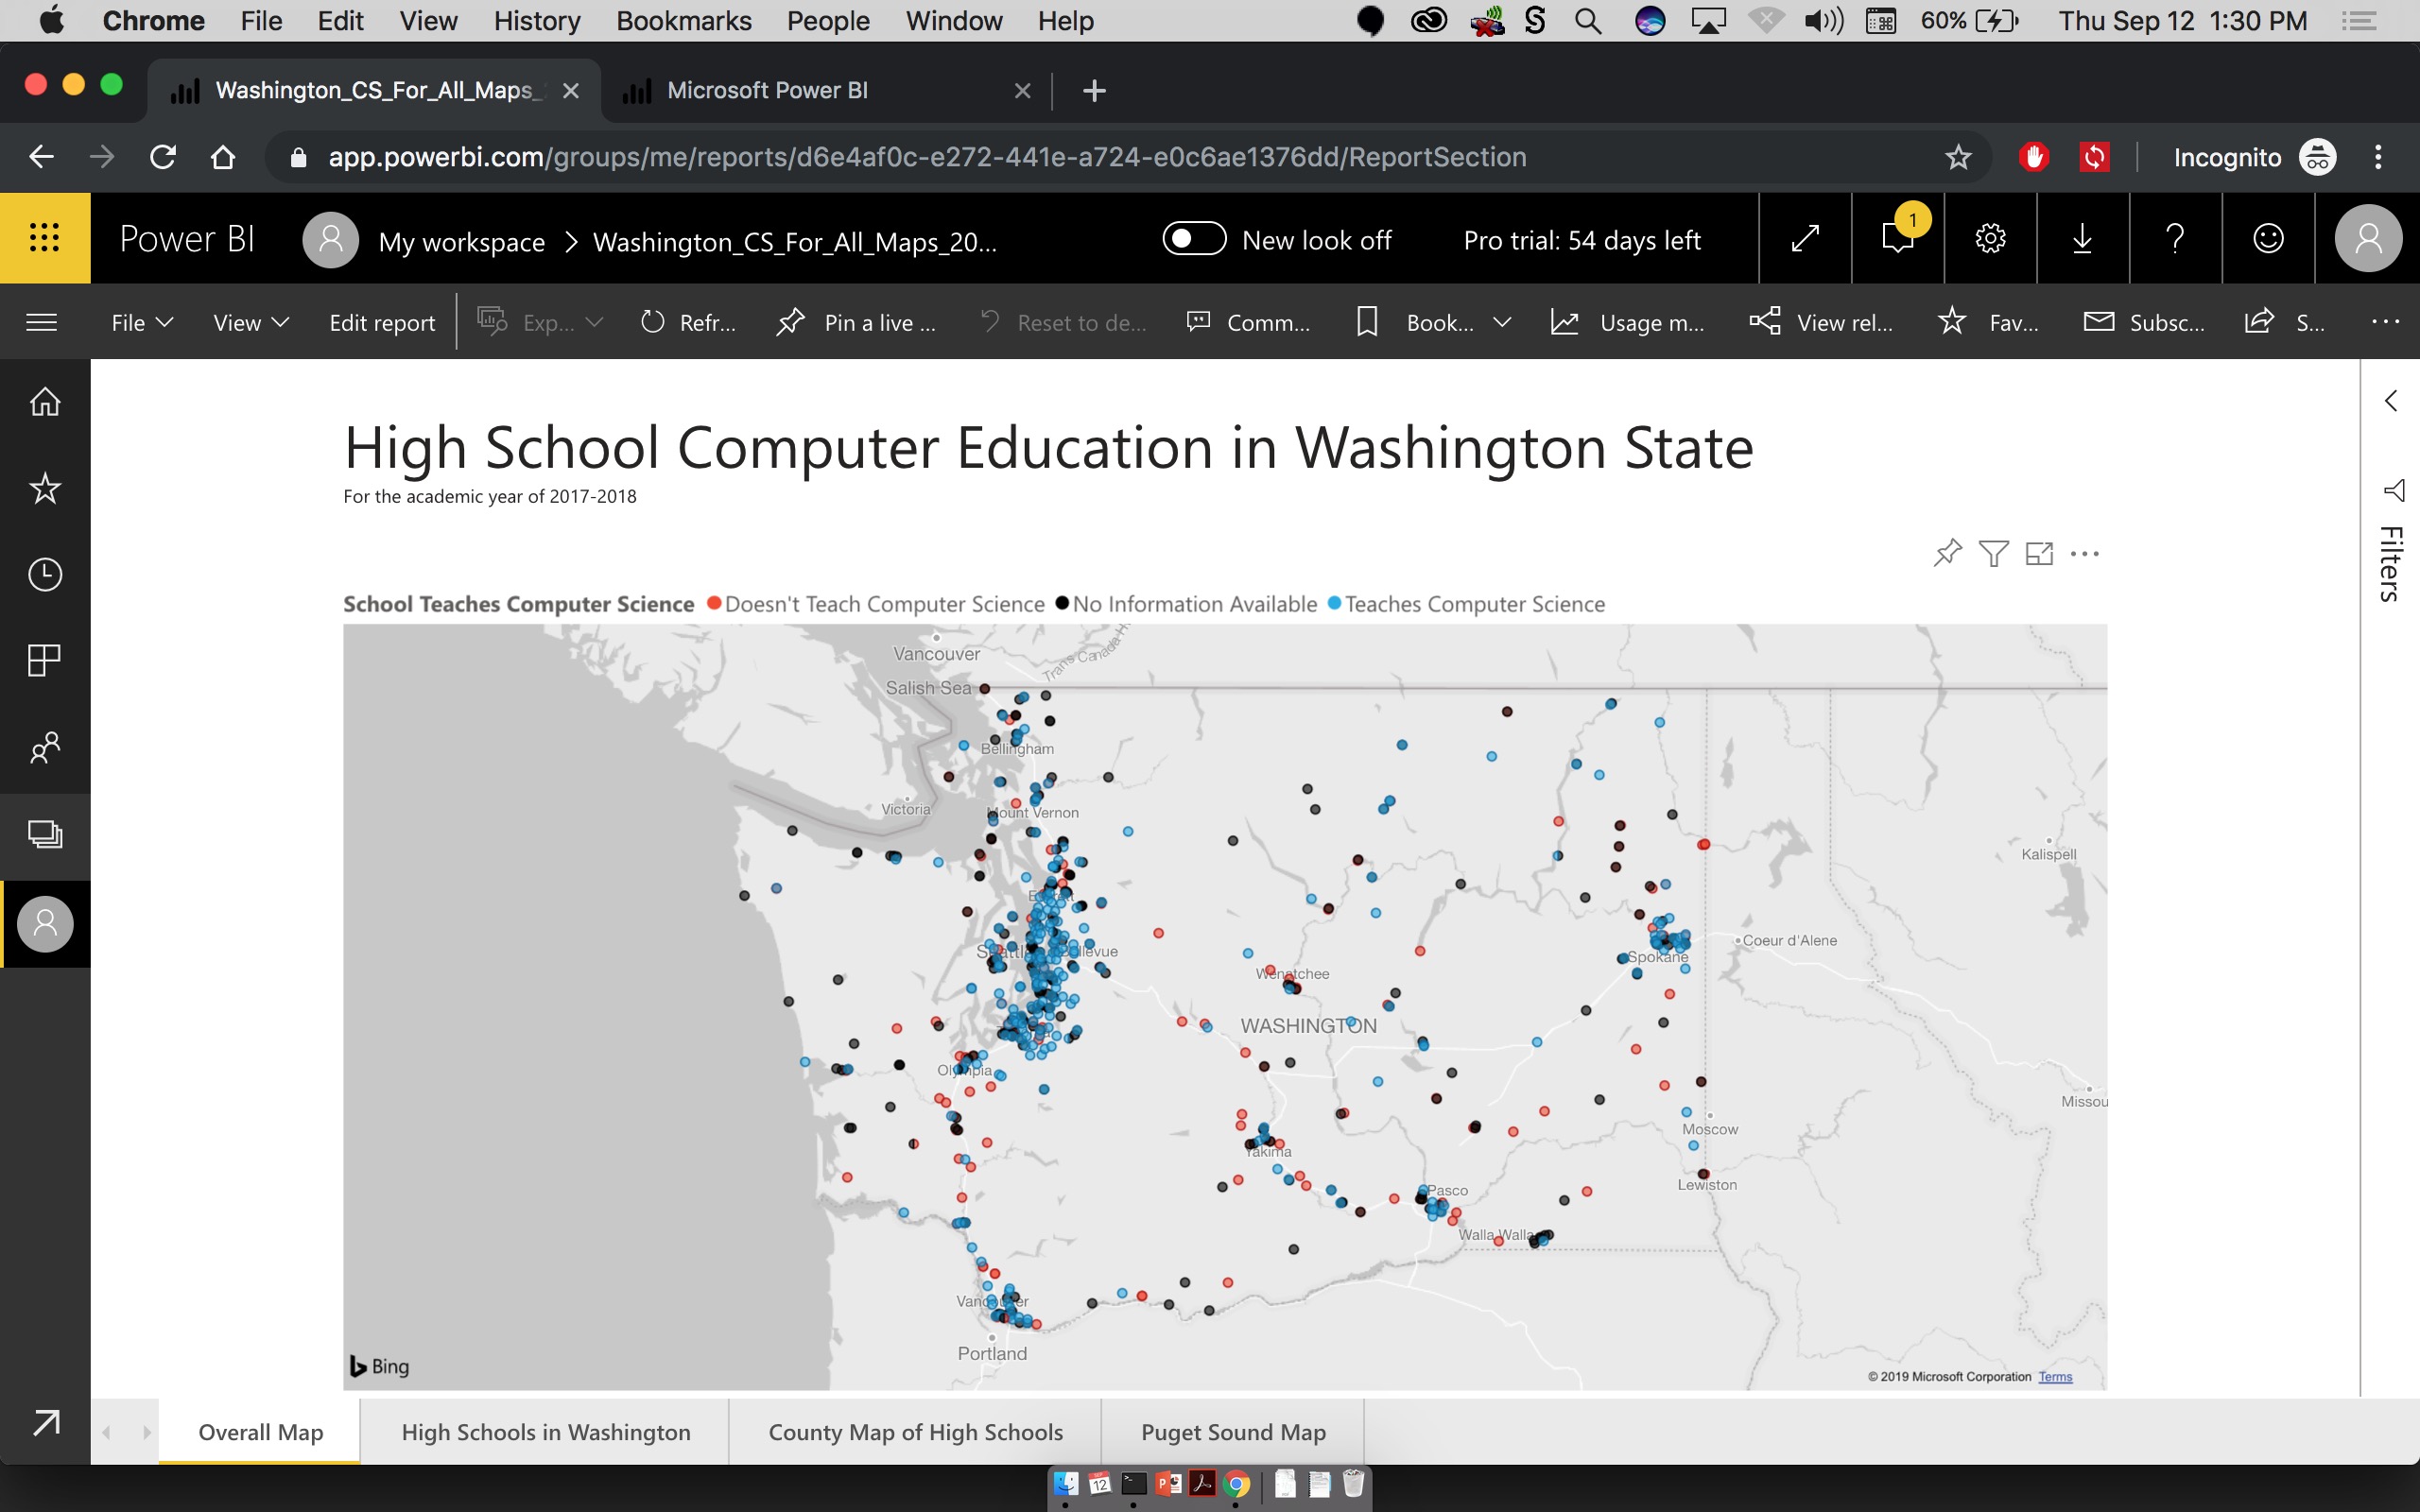 Chrome File Edit View History Bookmarks People Window Help 60% Thu Sep 12 1:30 PM
Washington_CS_For_All_Maps_ Microsoft Power BI
app.powerbi.com/groups/me/reports/d6e4af0c-e272-441e-a724-e0c6ae1376dd/ReportSection Incognito
Power BI My workspace > Washington_CS_For_All_Maps_20... New look off Pro trial: 54 days left 1 ?
File View Edit report Exp... Refr... Pin a live ... Reset to de... Comm... Book... Usage m... View rel... Fav... Subsc... S... ...
High School Computer Education in Washington State
For the academic year of 2017-2018
Filters
School Teaches Computer Science Doesn't Teach Computer Science No Information Available Teaches Computer Science
Vancouver
Trans Canada H
Salish Sea
Bellingham
Victoria
Mount Vernon
Kalispell
Coeur d'Alene
Spokane
Wenatchee
WASHINGTON
Olympia
Missou
Moscow
Yakima
Lewiston
Pasco
Walla Walla
Vancouver
Portland
Bing
© 2019 Microsoft Corporation Terms
Overall Map High Schools in Washington County Map of High Schools Puget Sound Map
SEP 12